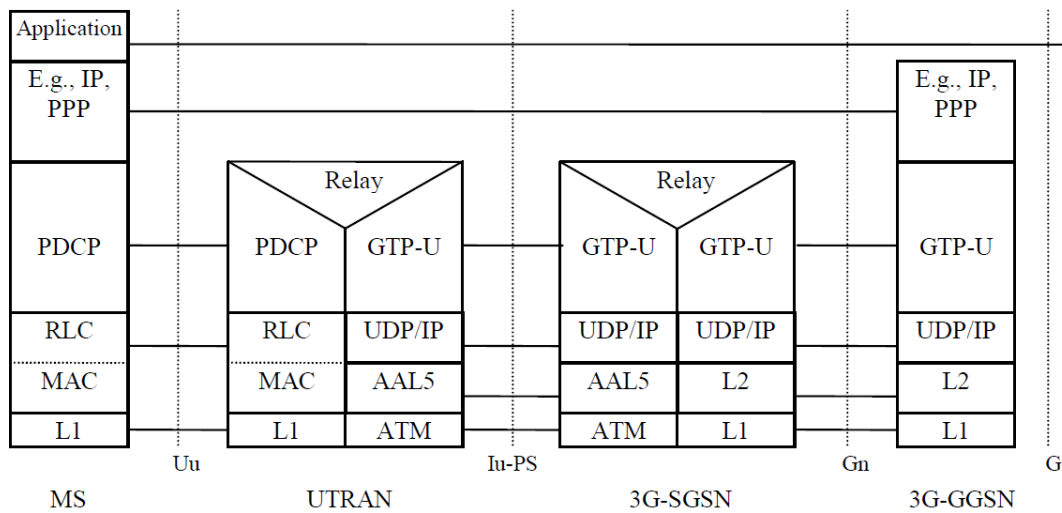 Application
E.g., IP,
PPP
E.g., IP,
PPP
Relay
Relay
PDCP
PDCP
GTP-U
GTP-U
GTP-U
GTP-U
RLC
RLC
UDP/IP
UDP/IP
UDP/IP
UDP/IP
MAC
MAC
AAL5
AAL5
L2
L2
L1
L1
ATM
ATM
L1
L1
Uu
Iu-PS
Gn
G
MS
UTRAN
3G-SGSN
3G-GGSN